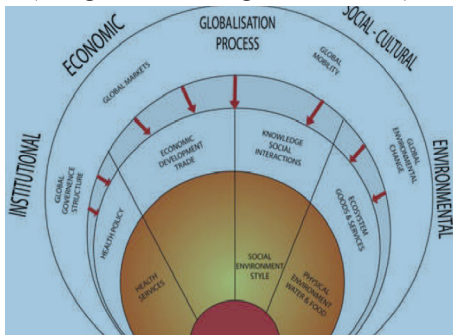 ECONOMIC
GLOBALISATION
PROCESS
SOCIAL - CULTURAL
GLOBAL MARKETS
GLOBAL
MOBILITY
INSTITUTIONAL
ENVIRONMENTAL
GLOBAL
GOVERNENCE
STRUCTURE
ECONOMIC
DEVELOPMENT
TRADE
KNOWLEDGE
SOCIAL
INTERACTIONS
GLOBAL
ENVIRONMENTAL
CHANGE
HEALTH POLICY
ECOSYSTEM
GOODS & SERVICES
HEALTH
SERVICES
SOCIAL
ENVIRONMENT
STYLE
PHYSICAL
ENVIRONMENT
WATER & FOOD